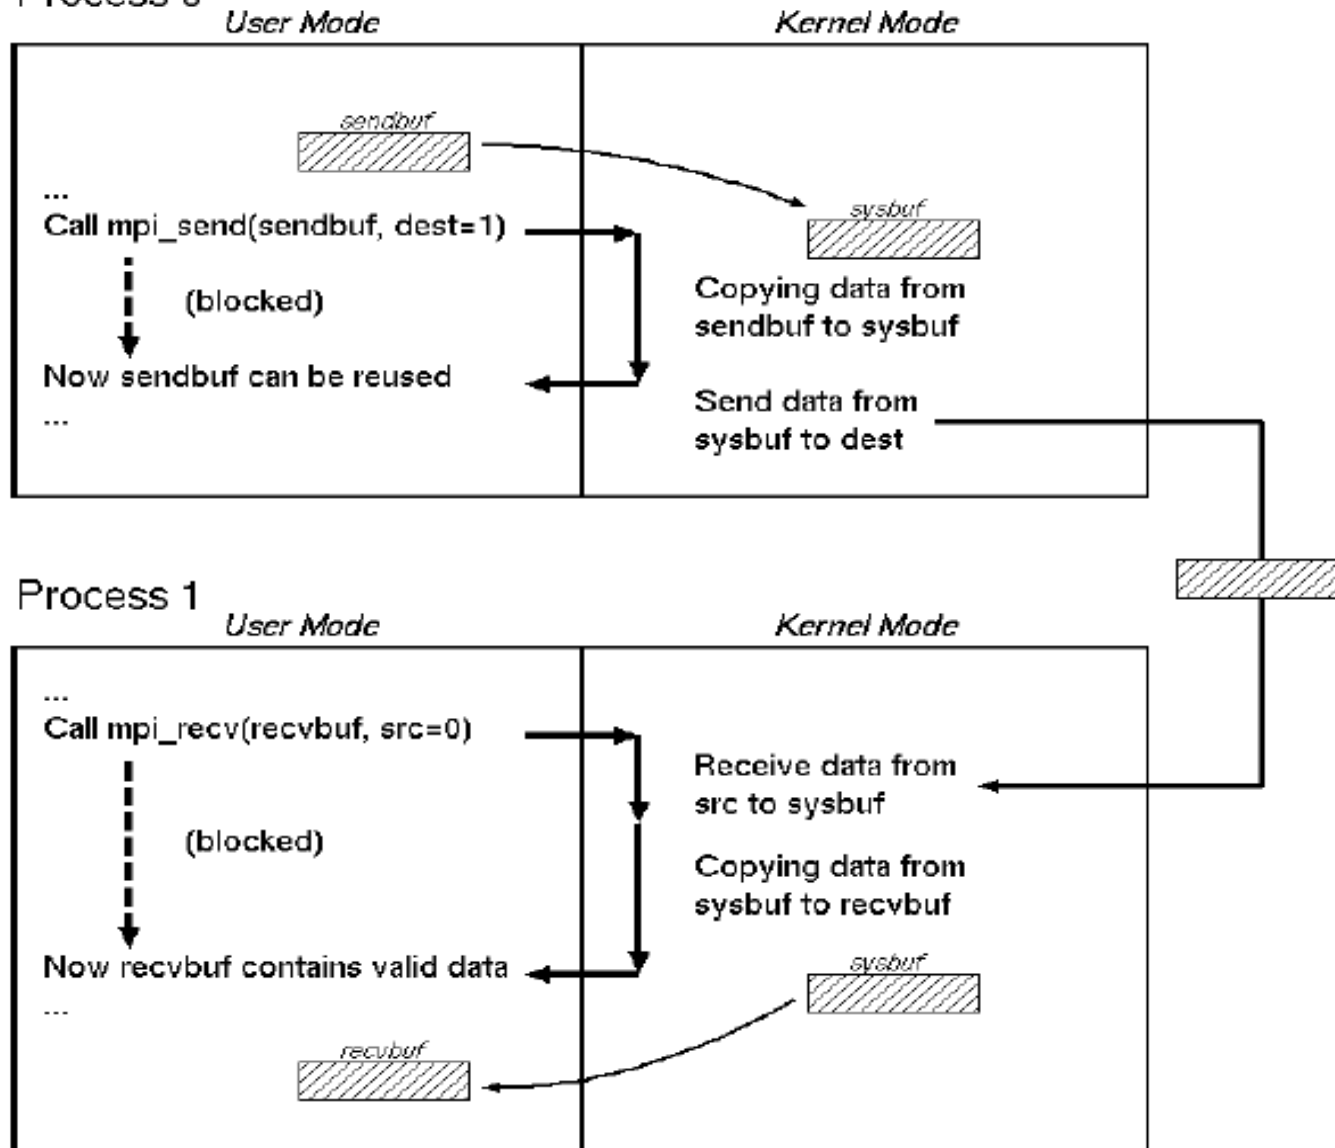 Process 0
User Mode
Kernel Mode
sendbuf
...
Call mpi_send(sendbuf, dest=1)
sysbuf
(blocked)
Copying data from
sendbuf to sysbuf
Now sendbuf can be reused
...
Send data from
sysbuf to dest
Process 1
User Mode
Kernel Mode
...
Call mpi_recv(recvbuf, src=0)
Receive data from
src to sysbuf
(blocked)
Copying data from
sysbuf to recvbuf
Now recvbuf contains valid data
sysbuf
...
recvbuf